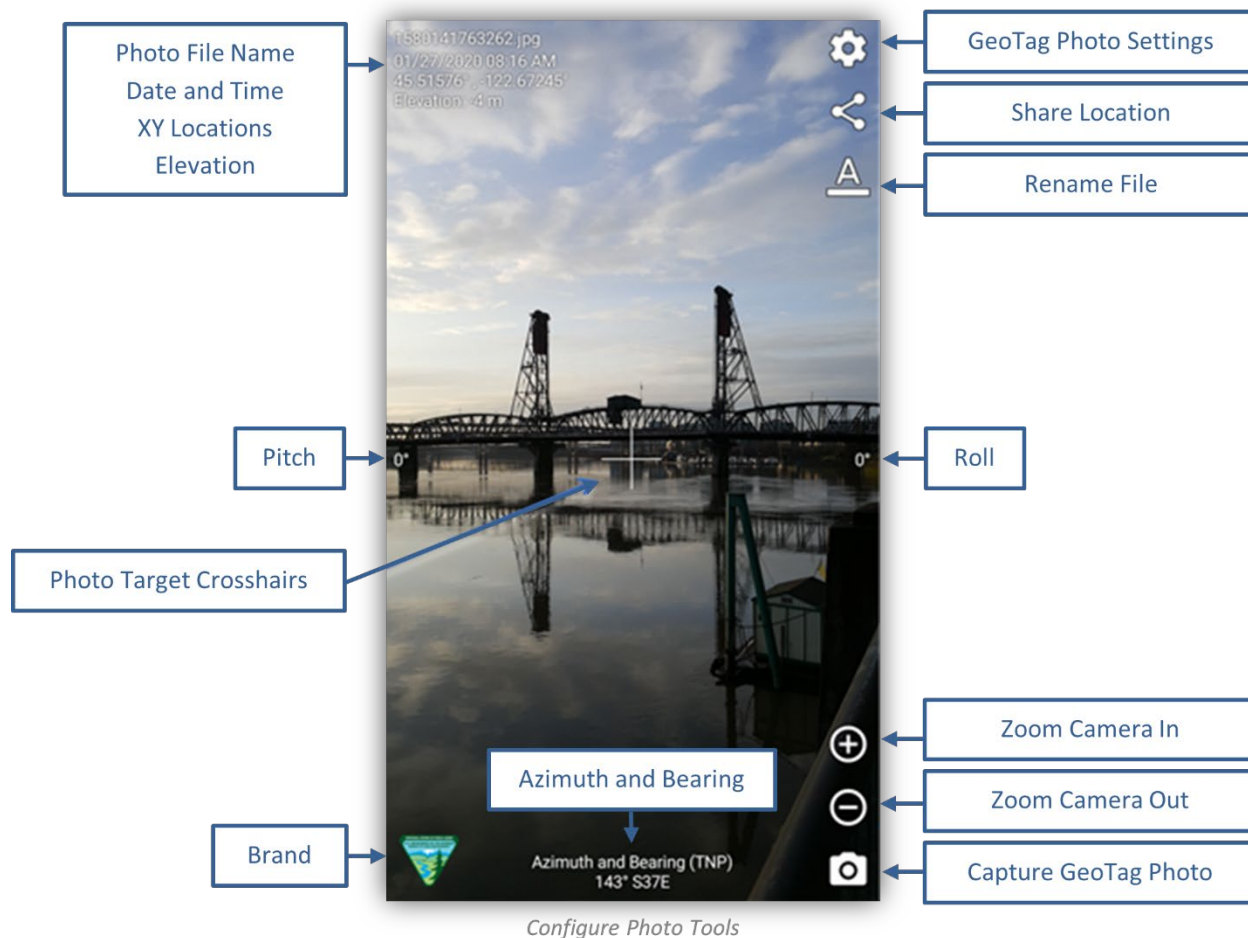 Photo File Name
Date and Time
XY Locations
Elevation
1580141763262.jpg
01/27/2020 08:16 AM
45.51576° , -122.67245°
Elevation: -4 m
GeoTag Photo Settings
Share Location
A
Rename File
Pitch
0°
0°
Roll
Photo Target Crosshairs
Zoom Camera In
Azimuth and Bearing
Zoom Camera Out
Brand
Azimuth and Bearing (TNP)
143° S37E
Capture GeoTag Photo
Configure Photo Tools